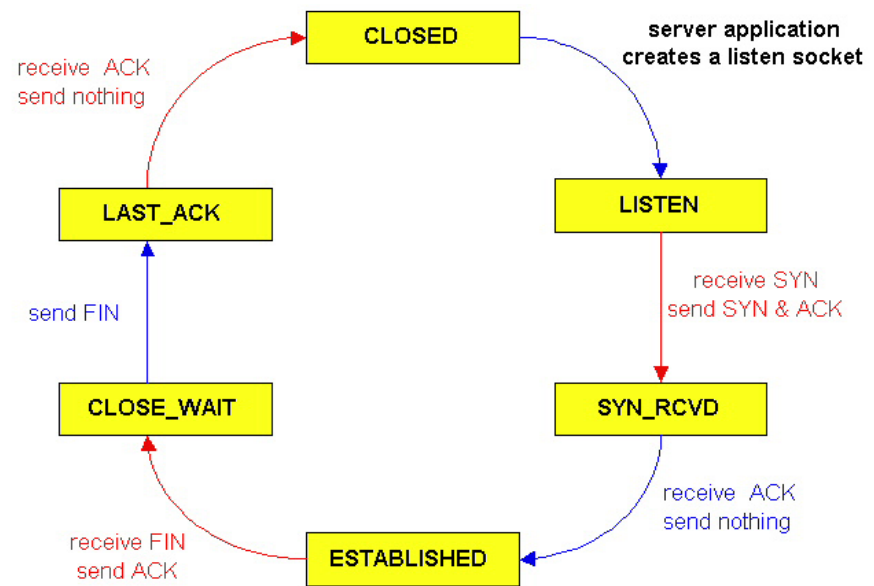 CLOSED
server application
creates a listen socket
receive ACK
send nothing
LAST_ACK
LISTEN
receive SYN
send SYN & ACK
send FIN
CLOSE_WAIT
SYN_RCVD
receive ACK
send nothing
receive FIN
send ACK
ESTABLISHED